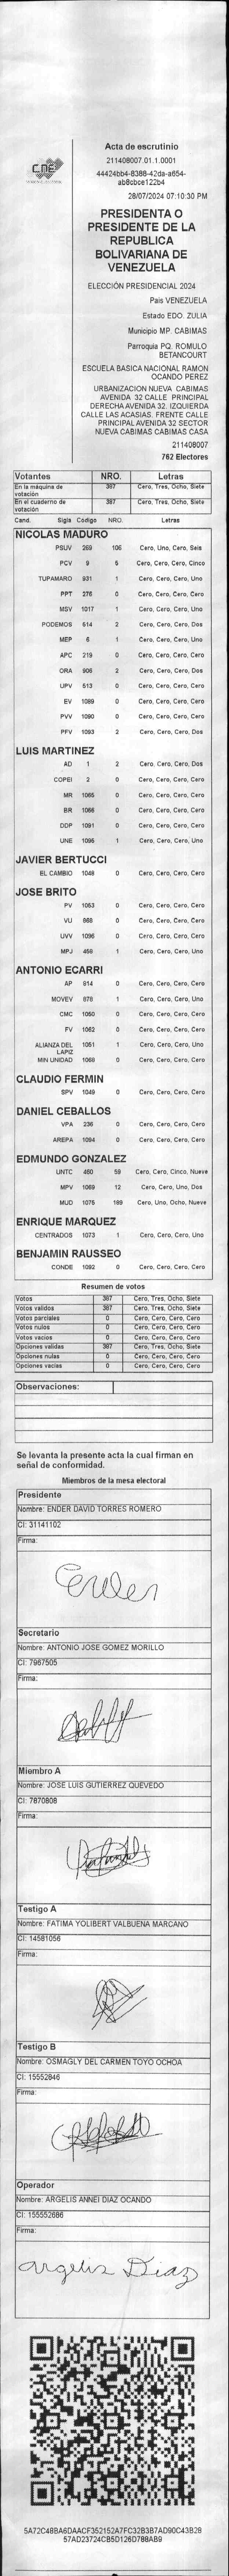 CNE
Acta de escrutinio
211408007.01.1.0001
44424bb4-8388-42da-a654-
ab8cbce122b4
28/07/2024 07:10:30 PM
PRESIDENTA O
PRESIDENTE DE LA
REPUBLICA
BOLIVARIANA DE
VENEZUELA
ELECCIÓN PRESIDENCIAL 2024
Pais VENEZUELA
Estado EDO. ZULIA
Municipio MP. CABIMAS
Parroquia PQ. ROMULO
BETANCOURT
ESCUELA BASICA NACIONAL RAMON
OCANDO PEREZ
URBANIZACION NUEVA CABIMAS
AVENIDA 32 CALLE PRINCIPAL
DERECHA AVENIDA 32. IZQUIERDA
CALLE LAS ACASIAS. FRENTE CALLE
PRINCIPAL AVENIDA 32 SECTOR
NUEVA CABIMAS CABIMAS CASA
211408007
762 Electores
Votantes NRO. Letras
En la máquina de votación 387 Cero, Tres, Ocho, Siete
En el cuaderno de votación 387 Cero, Tres, Ocho, Siete
Cand. Sigla Código NRO. Letras
NICOLAS MADURO
PSUV 269 106 Cero, Uno, Cero, Seis
PCV 9 5 Cero, Cero, Cero, Cinco
TUPAMARO 931 1 Cero, Cero, Cero, Uno
PPT 276 0 Cero, Cero, Cero, Cero
MSV 1017 1 Cero, Cero, Cero, Uno
PODEMOS 514 2 Cero, Cero, Cero, Dos
MEP 6 1 Cero, Cero, Cero, Uno
APC 219 0 Cero, Cero, Cero, Cero
ORA 906 2 Cero, Cero, Cero, Dos
UPV 513 0 Cero, Cero, Cero, Cero
EV 1089 0 Cero, Cero, Cero, Cero
PVV 1090 0 Cero, Cero, Cero, Cero
PFV 1093 2 Cero, Cero, Cero, Dos
LUIS MARTINEZ
AD 1 2 Cero, Cero, Cero, Dos
COPEI 2 0 Cero, Cero, Cero, Cero
MR 1065 0 Cero, Cero, Cero, Cero
BR 1066 0 Cero, Cero, Cero, Cero
DDP 1091 0 Cero, Cero, Cero, Cero
UNE 1095 1 Cero, Cero, Cero, Uno
JAVIER BERTUCCI
EL CAMBIO 1048 0 Cero, Cero, Cero, Cero
JOSE BRITO
PV 1053 0 Cero, Cero, Cero, Cero
VU 968 0 Cero, Cero, Cero, Cero
UVV 1096 0 Cero, Cero, Cero, Cero
MPJ 458 1 Cero, Cero, Cero, Uno
ANTONIO ECARRI
AP 814 0 Cero, Cero, Cero, Cero
MOVEV 878 1 Cero, Cero, Cero, Uno
CMC 1050 0 Cero, Cero, Cero, Cero
FV 1062 0 Cero, Cero, Cero, Cero
ALIANZA DEL LAPIZ 1051 1 Cero, Cero, Cero, Uno
MIN UNIDAD 1068 0 Cero, Cero, Cero, Cero
CLAUDIO FERMIN
SPV 1049 0 Cero, Cero, Cero, Cero
DANIEL CEBALLOS
VPA 236 0 Cero, Cero, Cero, Cero
AREPA 1094 0 Cero, Cero, Cero, Cero
EDMUNDO GONZALEZ
UNTC 460 59 Cero, Cero, Cinco, Nueve
MPV 1069 12 Cero, Cero, Uno, Dos
MUD 1075 189 Cero, Uno, Ocho, Nueve
ENRIQUE MARQUEZ
CENTRADOS 1073 1 Cero, Cero, Cero, Uno
BENJAMIN RAUSSEO
CONDE 1092 0 Cero, Cero, Cero, Cero
Resumen de votos
Votos 387 Cero, Tres, Ocho, Siete
Votos validos 387 Cero, Tres, Ocho, Siete
Votos parciales 0 Cero, Cero, Cero, Cero
Votos nulos 0 Cero, Cero, Cero, Cero
Votos vacios 0 Cero, Cero, Cero, Cero
Opciones validas 387 Cero, Tres, Ocho, Siete
Opciones nulas 0 Cero, Cero, Cero, Cero
Opciones vacias 0 Cero, Cero, Cero, Cero
Observaciones:
Se levanta la presente acta la cual firman en
señal de conformidad.
Miembros de la mesa electoral
Presidente
Nombre: ENDER DAVID TORRES ROMERO
CI: 31141102
Firma:
Ender
Secretario
Nombre: ANTONIO JOSE GOMEZ MORILLO
CI: 7967505
Firma:
Miembro A
Nombre: JOSE LUIS GUTIERREZ QUEVEDO
CI: 7870808
Firma:
Testigo A
Nombre: FATIMA YOLIBERT VALBUENA MARCANO
CI: 14581056
Firma:
Testigo B
Nombre: OSMAGLY DEL CARMEN TOYO OCHOA
CI: 15552846
Firma:
Operador
Nombre: ARGELIS ANNEI DIAZ OCANDO
CI: 155552686
Firma:
Argelis Diaz
5A72C48BA6DAACF352152A7FC32B3B7AD90C43B28
57AD23724CB5D126D788AB9